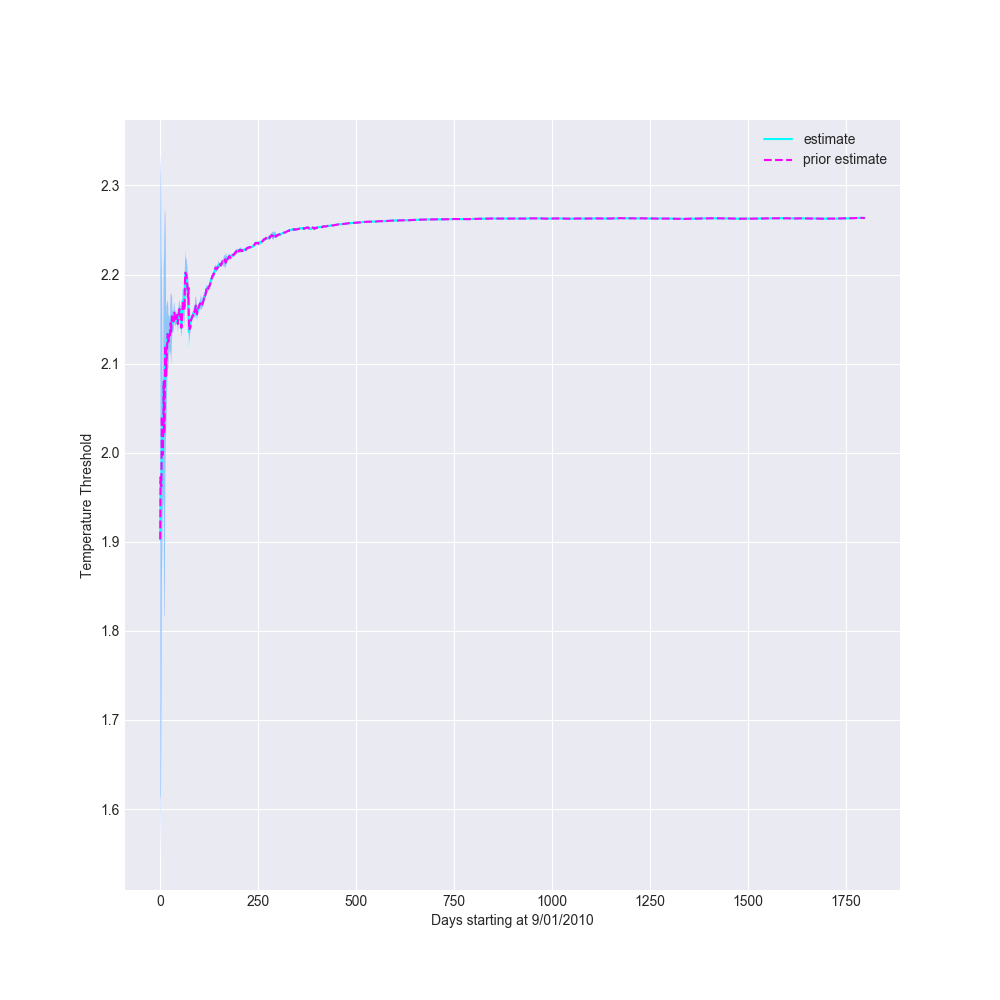 estimate
prior estimate
2.3
2.2
2.1
2.0
1.9
1.8
1.7
1.6
Temperature Threshold
0 250 500 750 1000 1250 1500 1750
Days starting at 9/01/2010